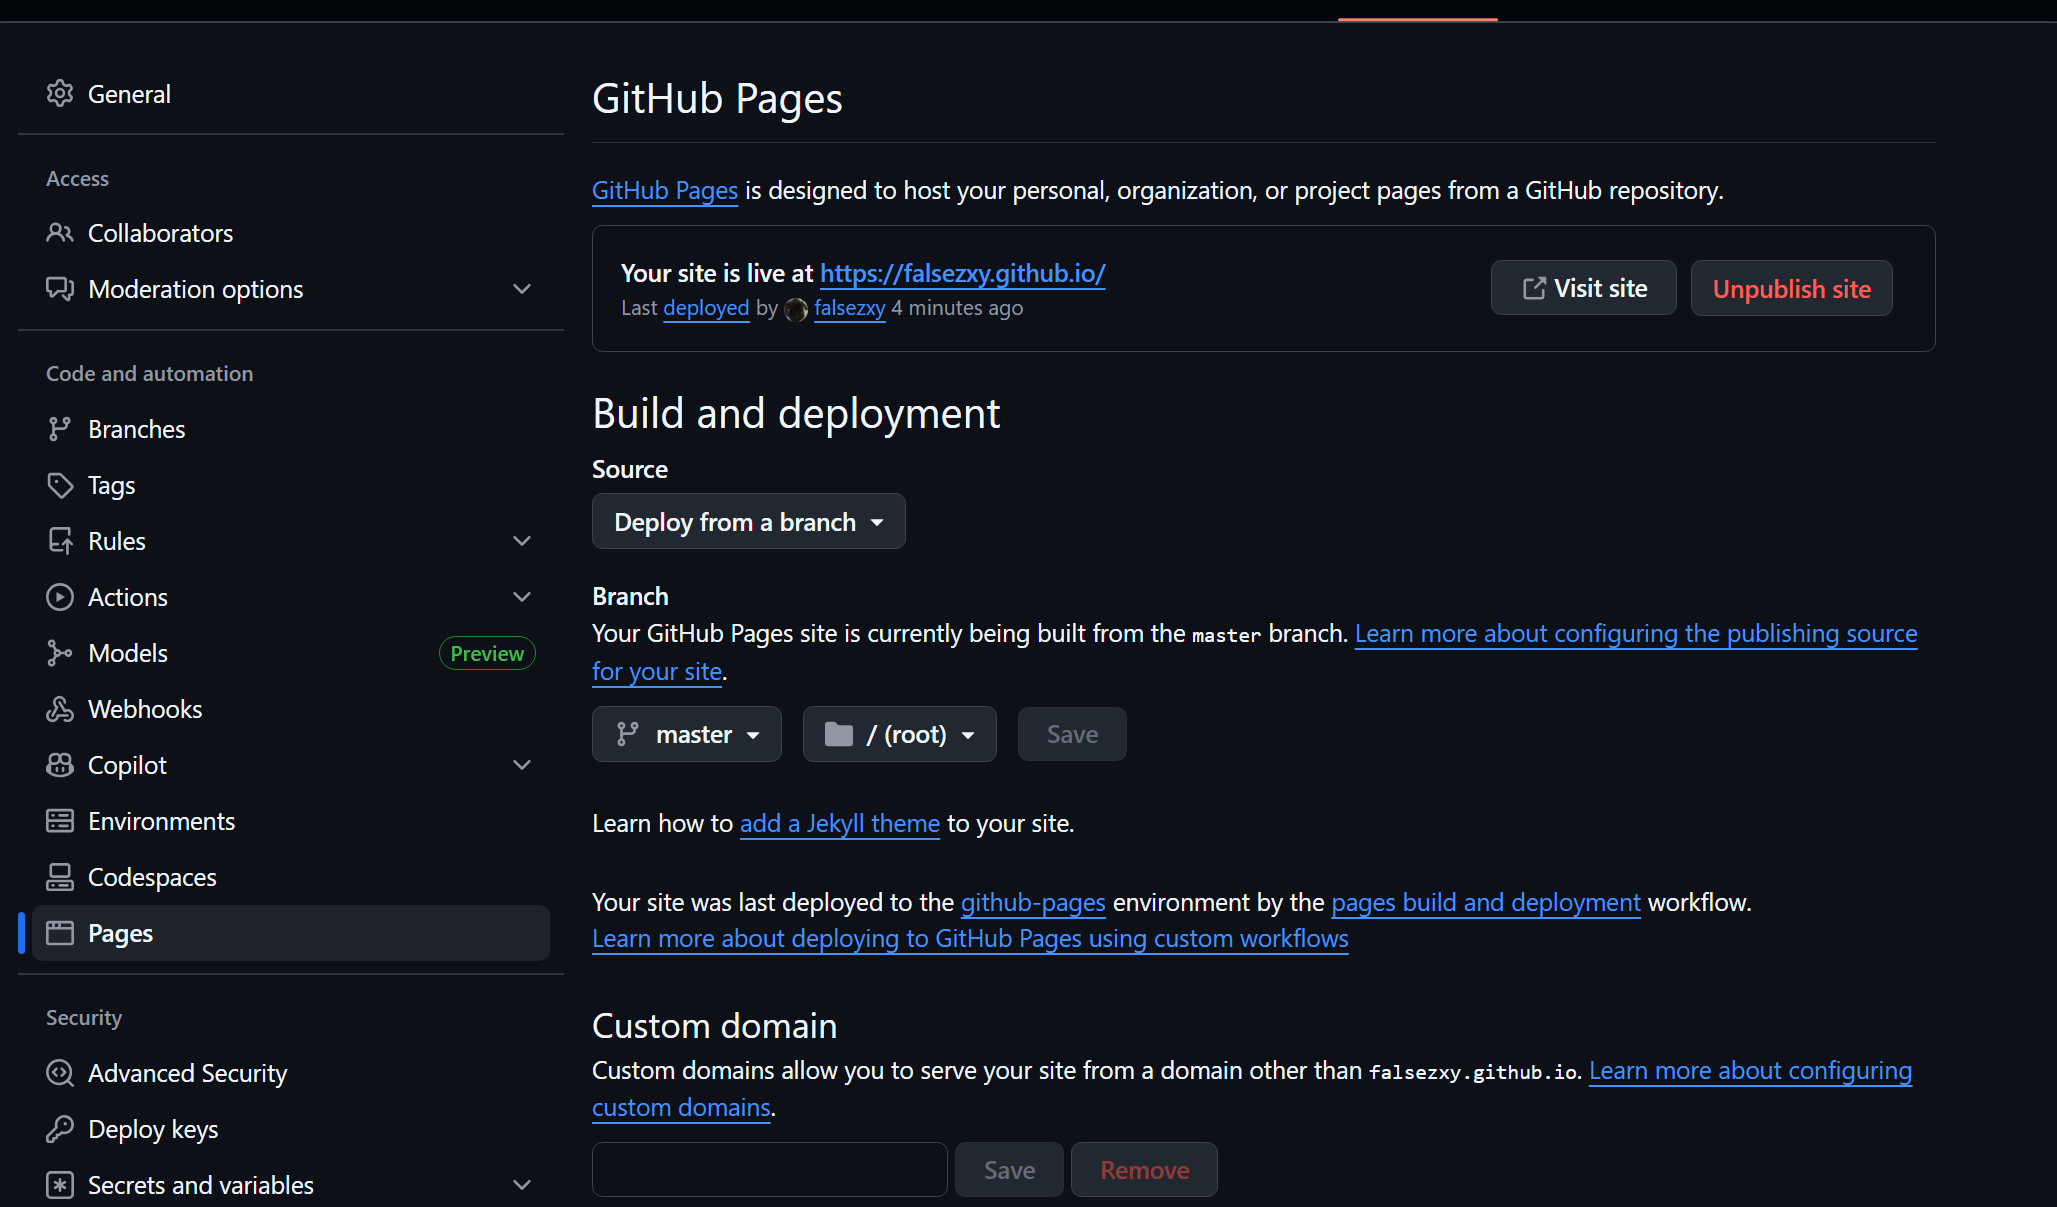 General
Access
Collaborators
Moderation options
Code and automation
Branches
Tags
Rules
Actions
Models Preview
Webhooks
Copilot
Environments
Codespaces
Pages
Security
Advanced Security
Deploy keys
Secrets and variables
GitHub Pages
GitHub Pages is designed to host your personal, organization, or project pages from a GitHub repository.
Your site is live at https://falsezxy.github.io/
Last deployed by falsezxy 4 minutes ago
Visit site
Unpublish site
Build and deployment
Source
Deploy from a branch
Branch
Your GitHub Pages site is currently being built from the master branch. Learn more about configuring the publishing source
for your site.
master / (root) Save
Learn how to add a Jekyll theme to your site.
Your site was last deployed to the github-pages environment by the pages build and deployment workflow.
Learn more about deploying to GitHub Pages using custom workflows
Custom domain
Custom domains allow you to serve your site from a domain other than falsezxy.github.io. Learn more about configuring
custom domains.
Save Remove